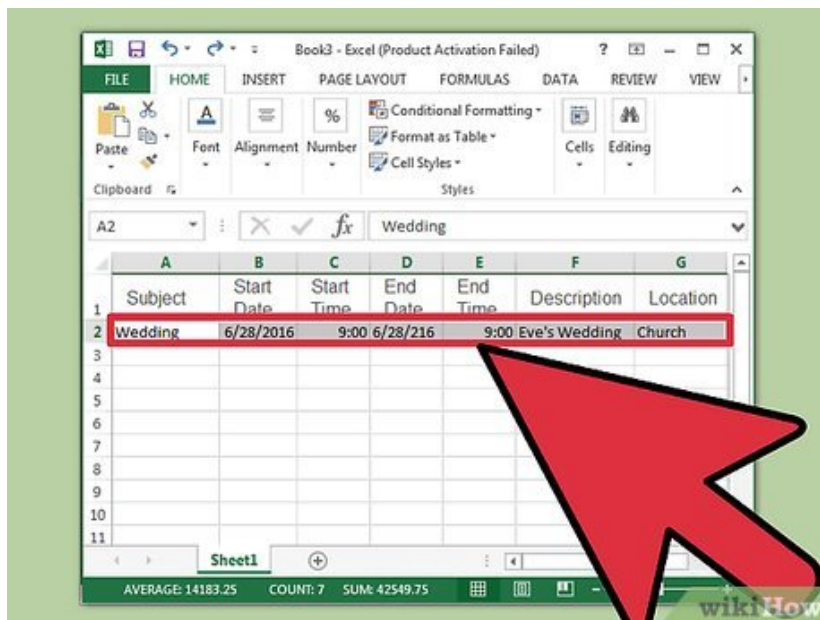 Book3 - Excel (Product Activation Failed) ?
FILE HOME INSERT PAGE LAYOUT FORMULAS DATA REVIEW VIEW
Paste Font Alignment % Number Conditional Formatting Cells Editing
Format as Table
Cell Styles
Clipboard Styles
A2 fx Wedding
A B C D E F G
1 Subject Start Date Start Time End Date End Time Description Location
2 Wedding 6/28/2016 9:00 6/28/216 9:00 Eve's Wedding Church
3
4
5
6
7
8
9
10
11
Sheet1
AVERAGE: 14183.25 COUNT: 7 SUM: 42549.75
wikiHow